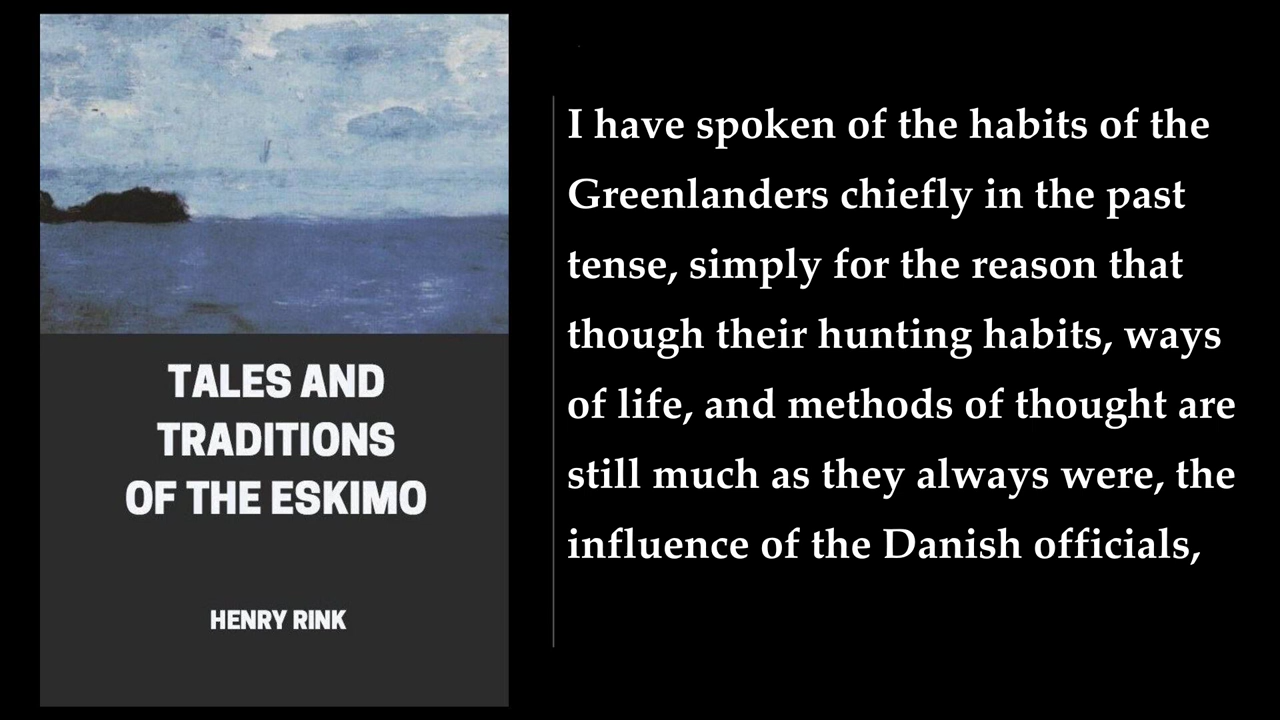 TALES AND
TRADITIONS
OF THE ESKIMO
HENRY RINK
I have spoken of the habits of the
Greenlanders chiefly in the past
tense, simply for the reason that
though their hunting habits, ways
of life, and methods of thought are
still much as they always were, the
influence of the Danish officials,